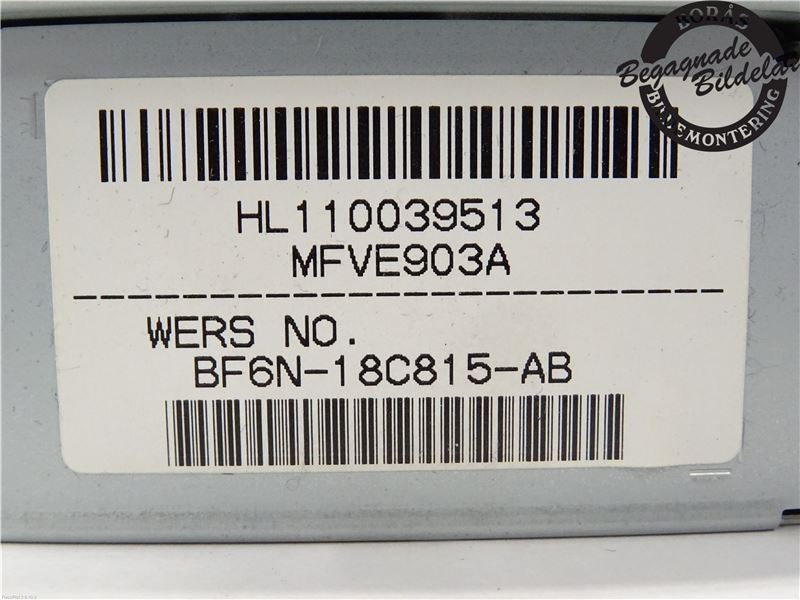 BORÅS
Begagnade
Bildelar
BILDEMONTERING
HL110039513
MFVE903A
WERS NO.
BF6N-18C815-AB